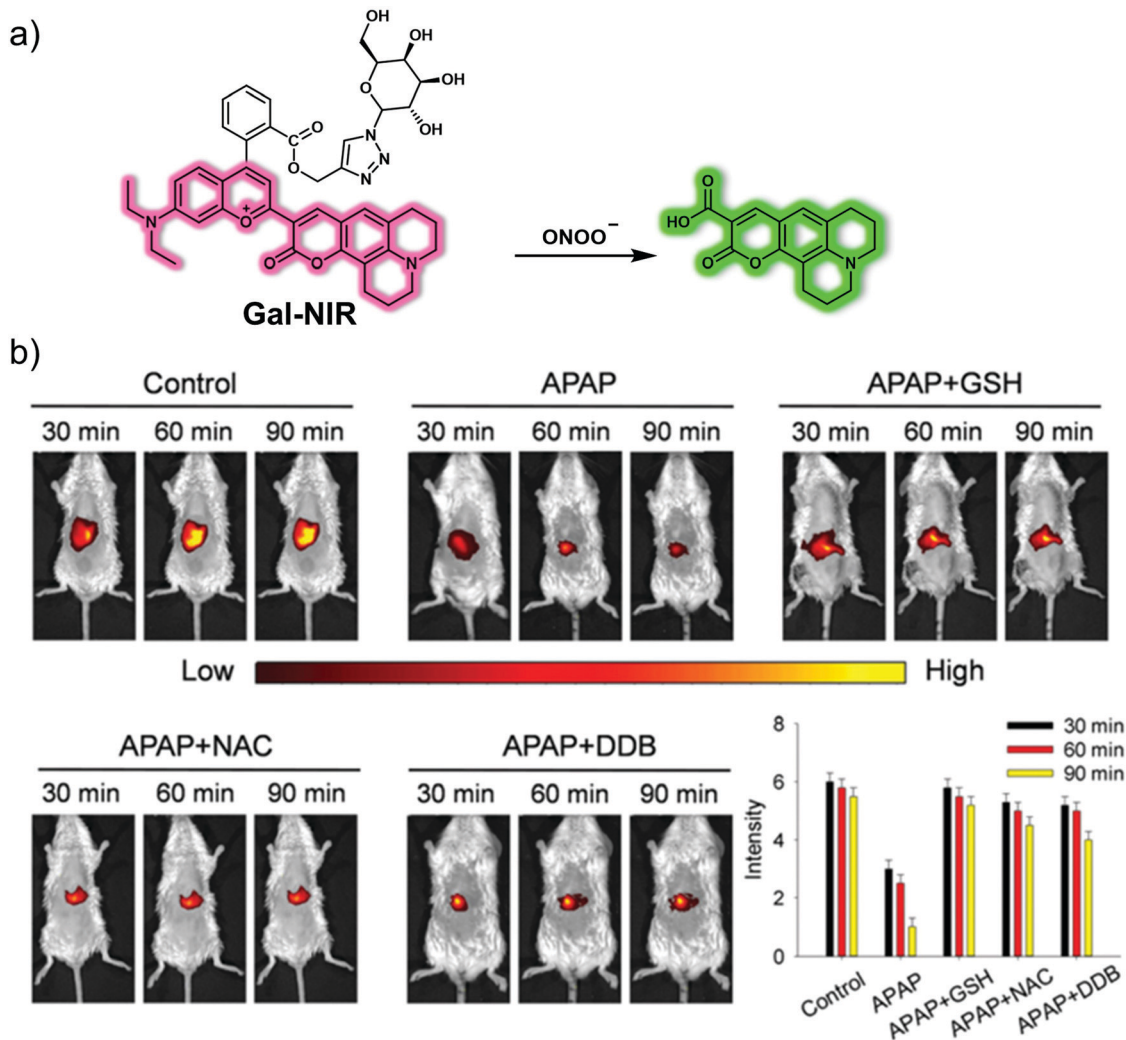 a)
OH
OH
OH
O
OH
O
C
O
N
N
N
N
O
+
O
O
N
Gal-NIR
ONOO−
O
HO
O
O
N
b)
Control
30 min 60 min 90 min
APAP
30 min 60 min 90 min
APAP+GSH
30 min 60 min 90 min
Low
High
APAP+NAC
30 min 60 min 90 min
APAP+DDB
30 min 60 min 90 min
8
6
4
2
0
Intensity
30 min
60 min
90 min
Control
APAP
APAP+GSH
APAP+NAC
APAP+DDB